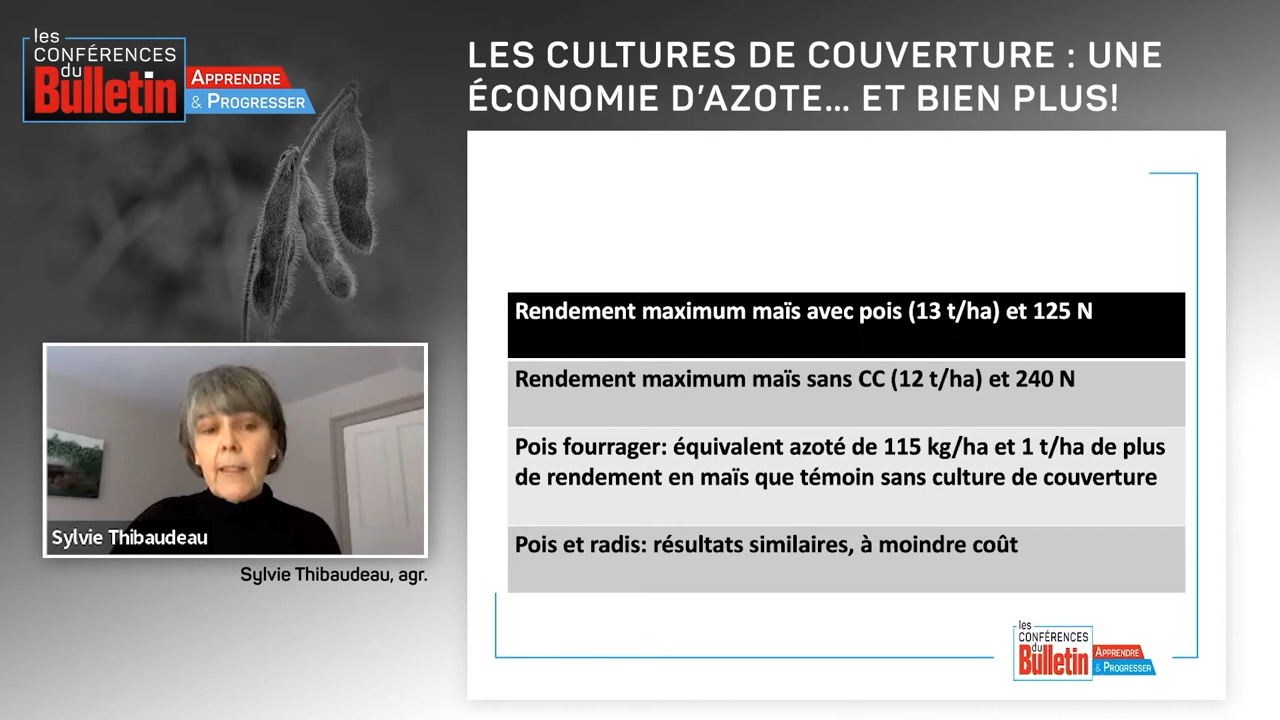 les
CONFÉRENCES
du
Bulletin
APPRENDRE
& PROGRESSER
LES CULTURES DE COUVERTURE : UNE
ÉCONOMIE D'AZOTE... ET BIEN PLUS!
Rendement maximum maïs avec pois (13 t/ha) et 125 N
Rendement maximum maïs sans CC (12 t/ha) et 240 N
Pois fourrager: équivalent azoté de 115 kg/ha et 1 t/ha de plus
de rendement en maïs que témoin sans culture de couverture
Pois et radis: résultats similaires, à moindre coût
Sylvie Thibaudeau
Sylvie Thibaudeau, agr.
les
CONFÉRENCES
du
Bulletin
APPRENDRE
& PROGRESSER